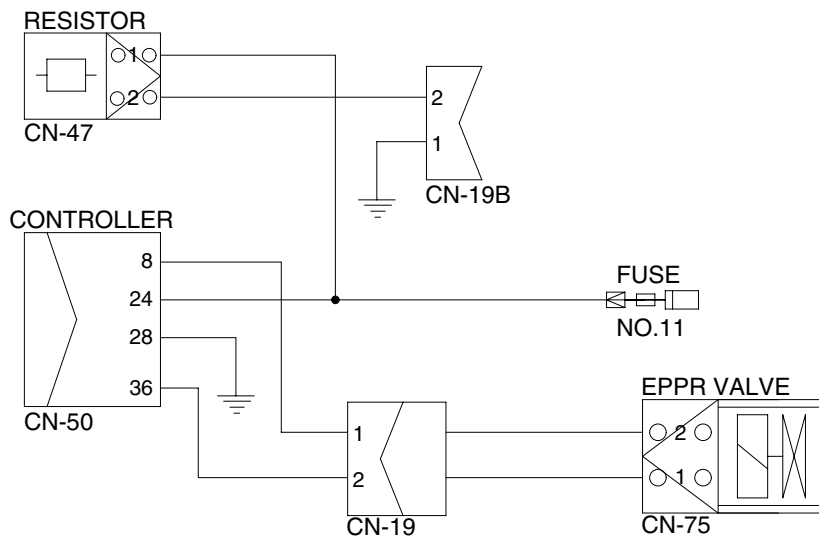 RESISTOR
1
2
CN-47
2
1
CN-19B
CONTROLLER
8
24
28
36
CN-50
FUSE
NO.11
1
2
CN-19
EPPR VALVE
2
1
CN-75